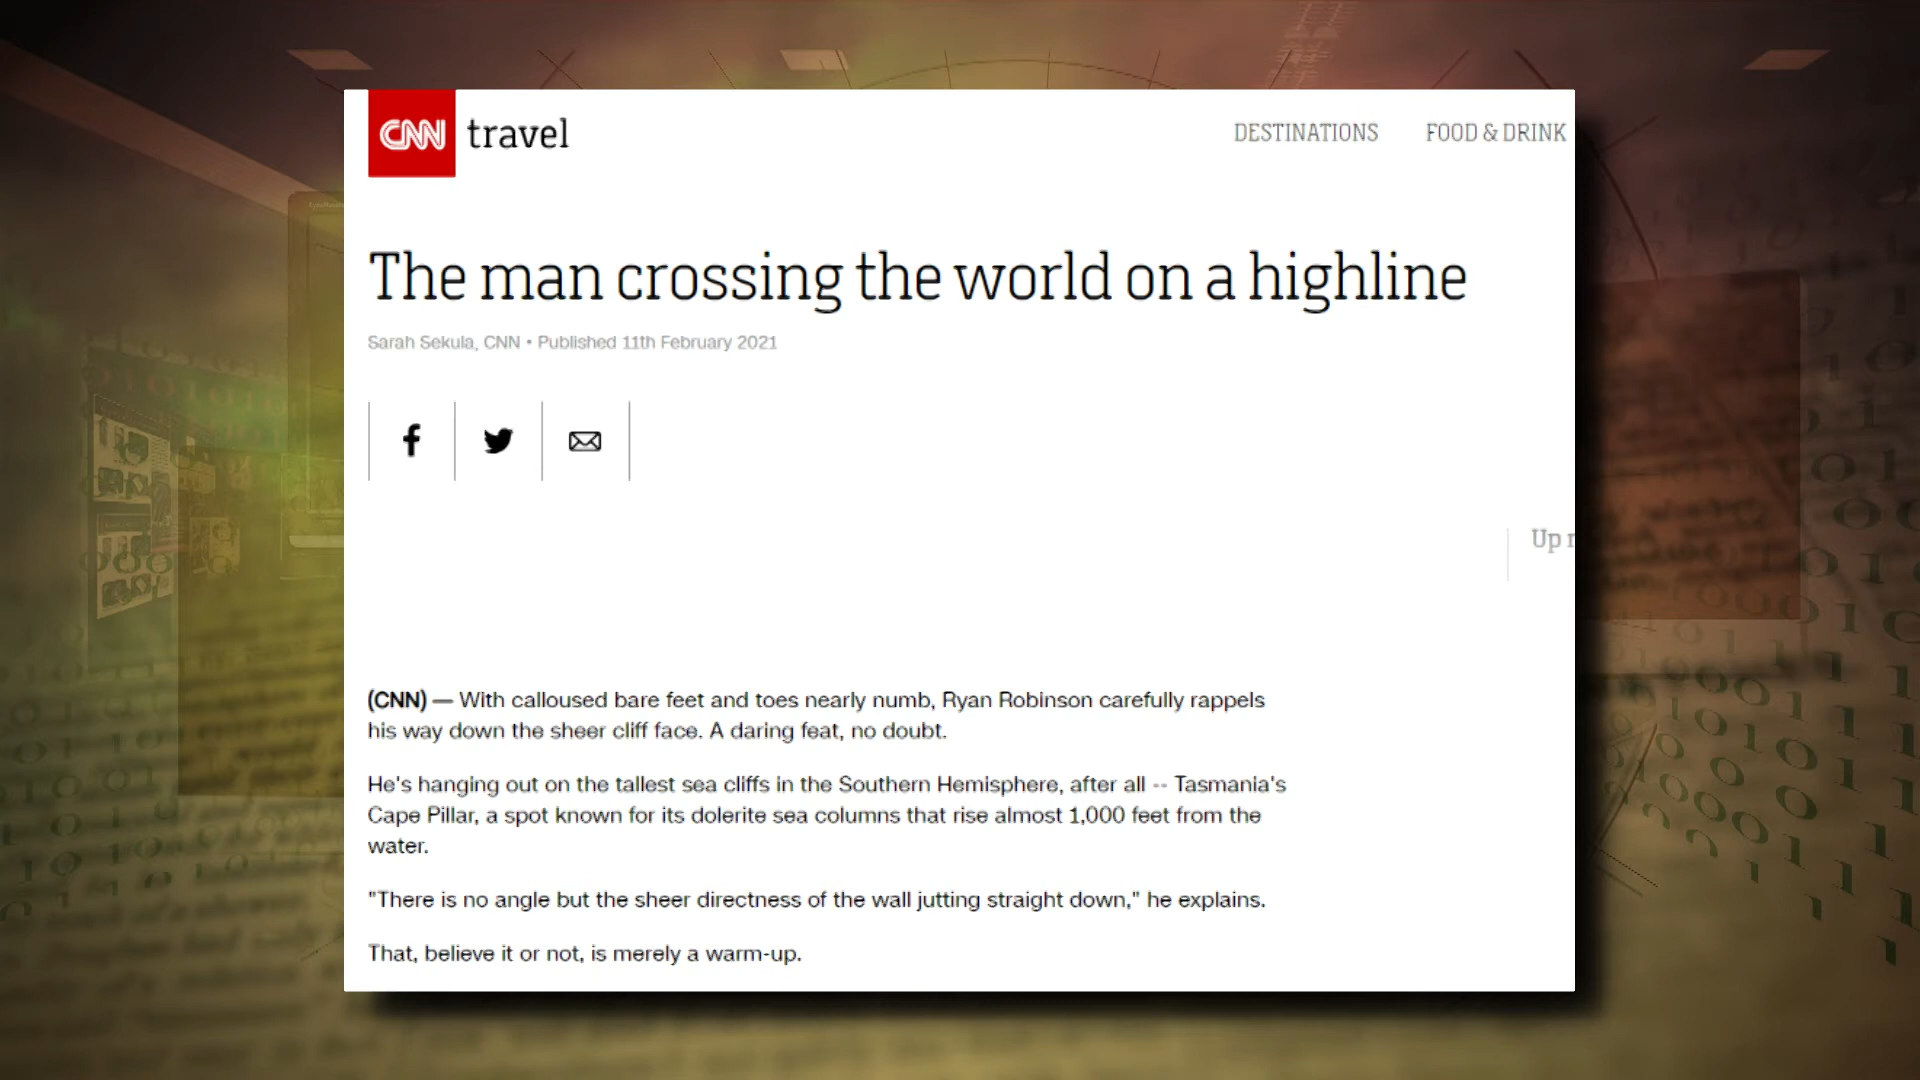 CNN travel
DESTINATIONS FOOD & DRINK
The man crossing the world on a highline
Sarah Sekula, CNN • Published 11th February 2021
Up
(CNN) — With calloused bare feet and toes nearly numb, Ryan Robinson carefully rappels
his way down the sheer cliff face. A daring feat, no doubt.
He's hanging out on the tallest sea cliffs in the Southern Hemisphere, after all -- Tasmania's
Cape Pillar, a spot known for its dolerite sea columns that rise almost 1,000 feet from the
water.
"There is no angle but the sheer directness of the wall jutting straight down," he explains.
That, believe it or not, is merely a warm-up.